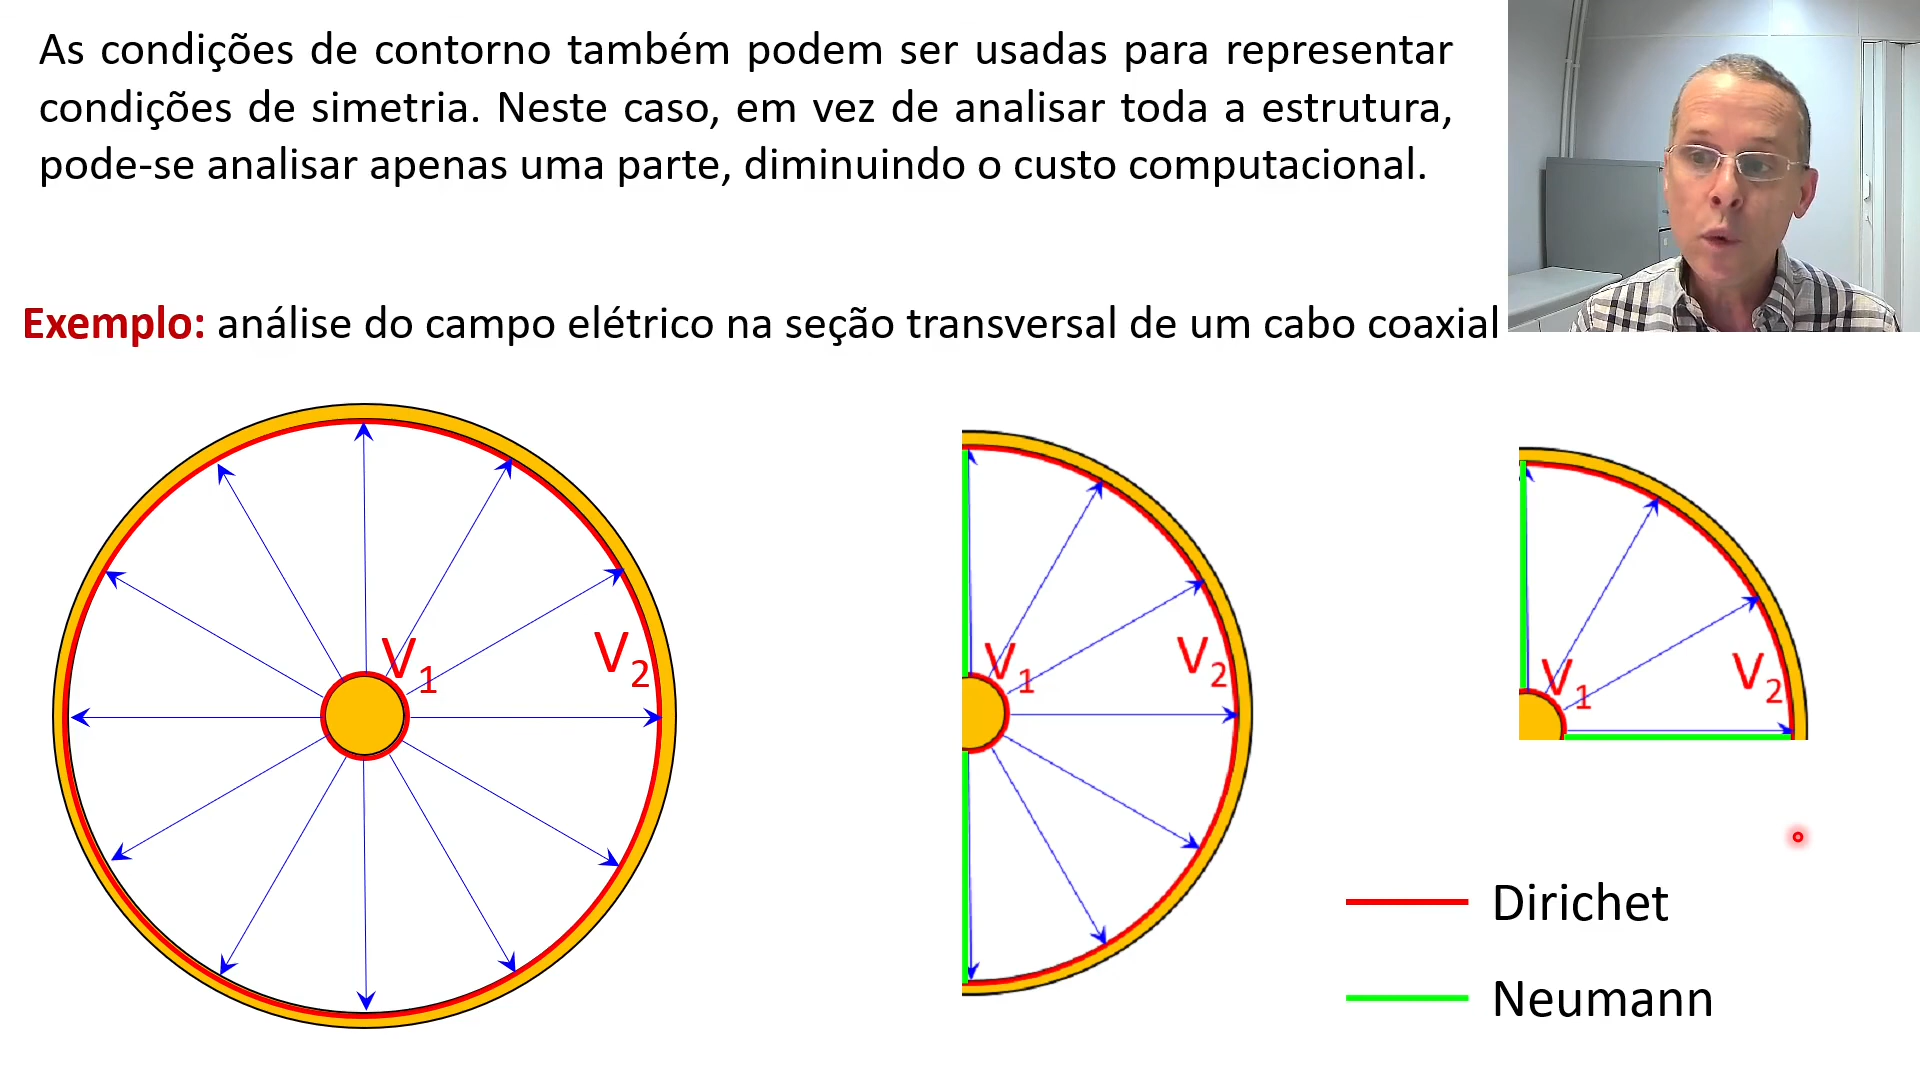 As condições de contorno também podem ser usadas para representar
condições de simetria. Neste caso, em vez de analisar toda a estrutura,
pode-se analisar apenas uma parte, diminuindo o custo computacional.
Exemplo: análise do campo elétrico na seção transversal de um cabo coaxial
V1 V2
V1 V2
V1 V2
Dirichet
Neumann